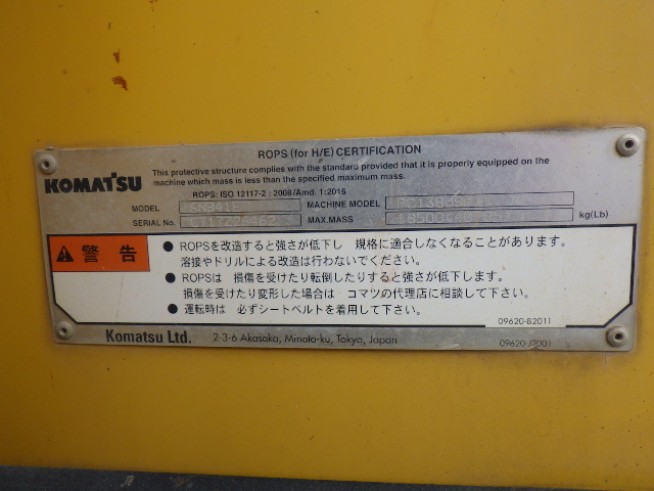 ROPS (for H/E) CERTIFICATION
This protective structure complies with the standard provided that it is properly equipped on the
machine which mass is less than the specified maximum mass.
KOMATSU
ROPS: ISO 12117-2 : 2008/Amd. 1:2016
MODEL MACHINE MODEL
SERIAL No. MAX.MASS kg(Lb)
警告
● ROPSを改造すると強さが低下し 規格に適合しなくなることがあります。
溶接やドリルによる改造は行わないでください。
● ROPSは 損傷を受けたり転倒したりすると強さが低下します。
損傷を受けたり変形した場合は コマツの代理店に相談して下さい。
● 運転時は 必ずシートベルトを着用して下さい。
09620-B2011
Komatsu Ltd. 2-3-6 Akasaka, Minato-ku, Tokyo, Japan